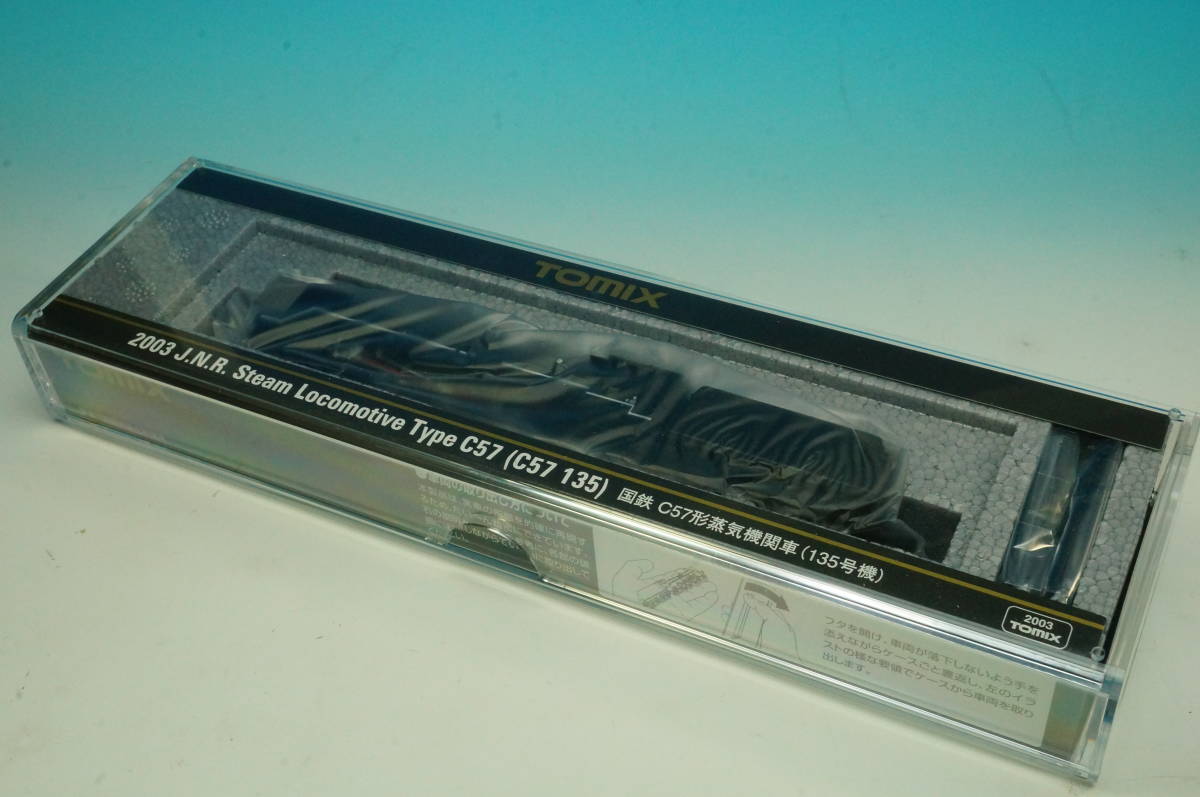 TOMIX
2003 J.N.R. Steam Locomotive Type C57 (C57 135) 国鉄 C57形蒸気機関車(135号機)
2003
TOMIX
TOMIX
フタを開け、車両が落下しないよう手を
添えながらケースごと裏返し、左のイラ
ストの様な要領でケースから車両を取り
出します。